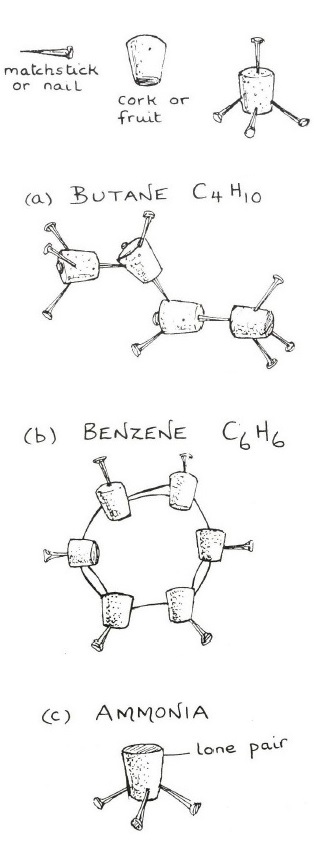 matchstick
or nail
cork or
fruit
(a) BUTANE C4H10
(b) BENZENE C6H6
(c) AMMONIA
lone pair